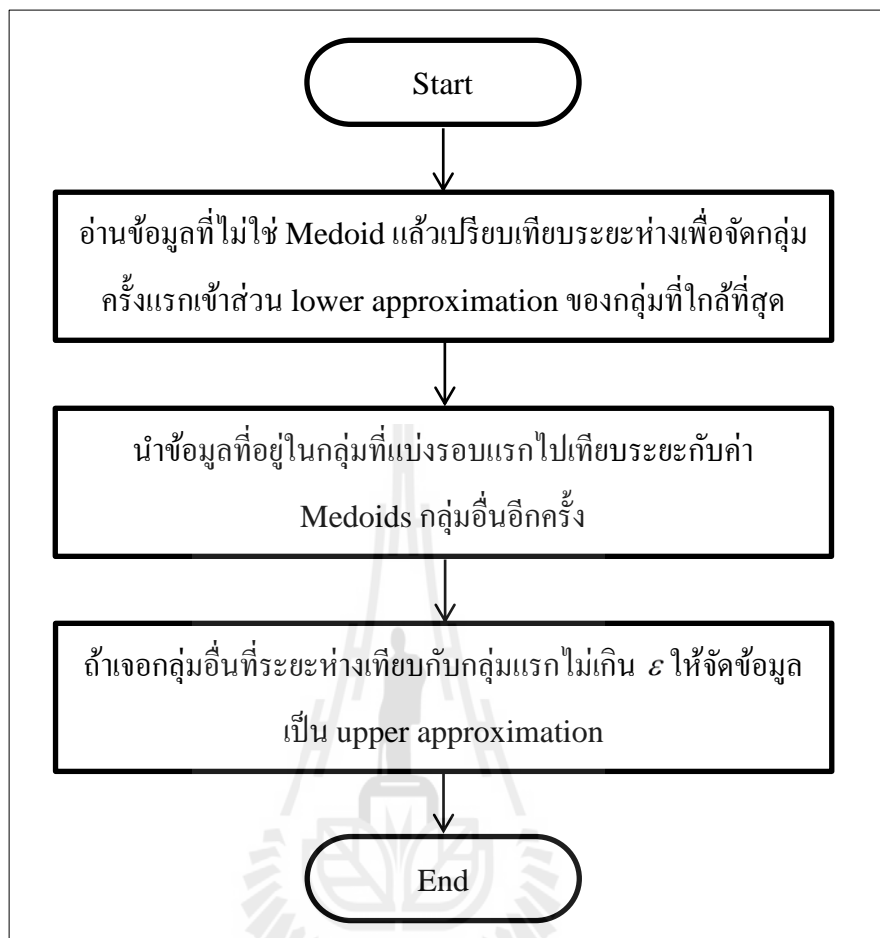 Start
อ่านข้อมูลที่ไม่ใช่ Medoid แล้วเปรียบเทียบระยะห่างเพื่อจัดกลุ่ม
ครั้งแรกเข้าส่วน lower approximation ของกลุ่มที่ใกล้ที่สุด
นำข้อมูลที่อยู่ในกลุ่มที่แบ่งรอบแรกไปเทียบระยะกับค่า
Medoids กลุ่มอื่นอีกครั้ง
ถ้าเจอกลุ่มอื่นที่ระยะห่างเทียบกับกลุ่มแรกไม่เกิน ε ให้จัดข้อมูล
เป็น upper approximation
End